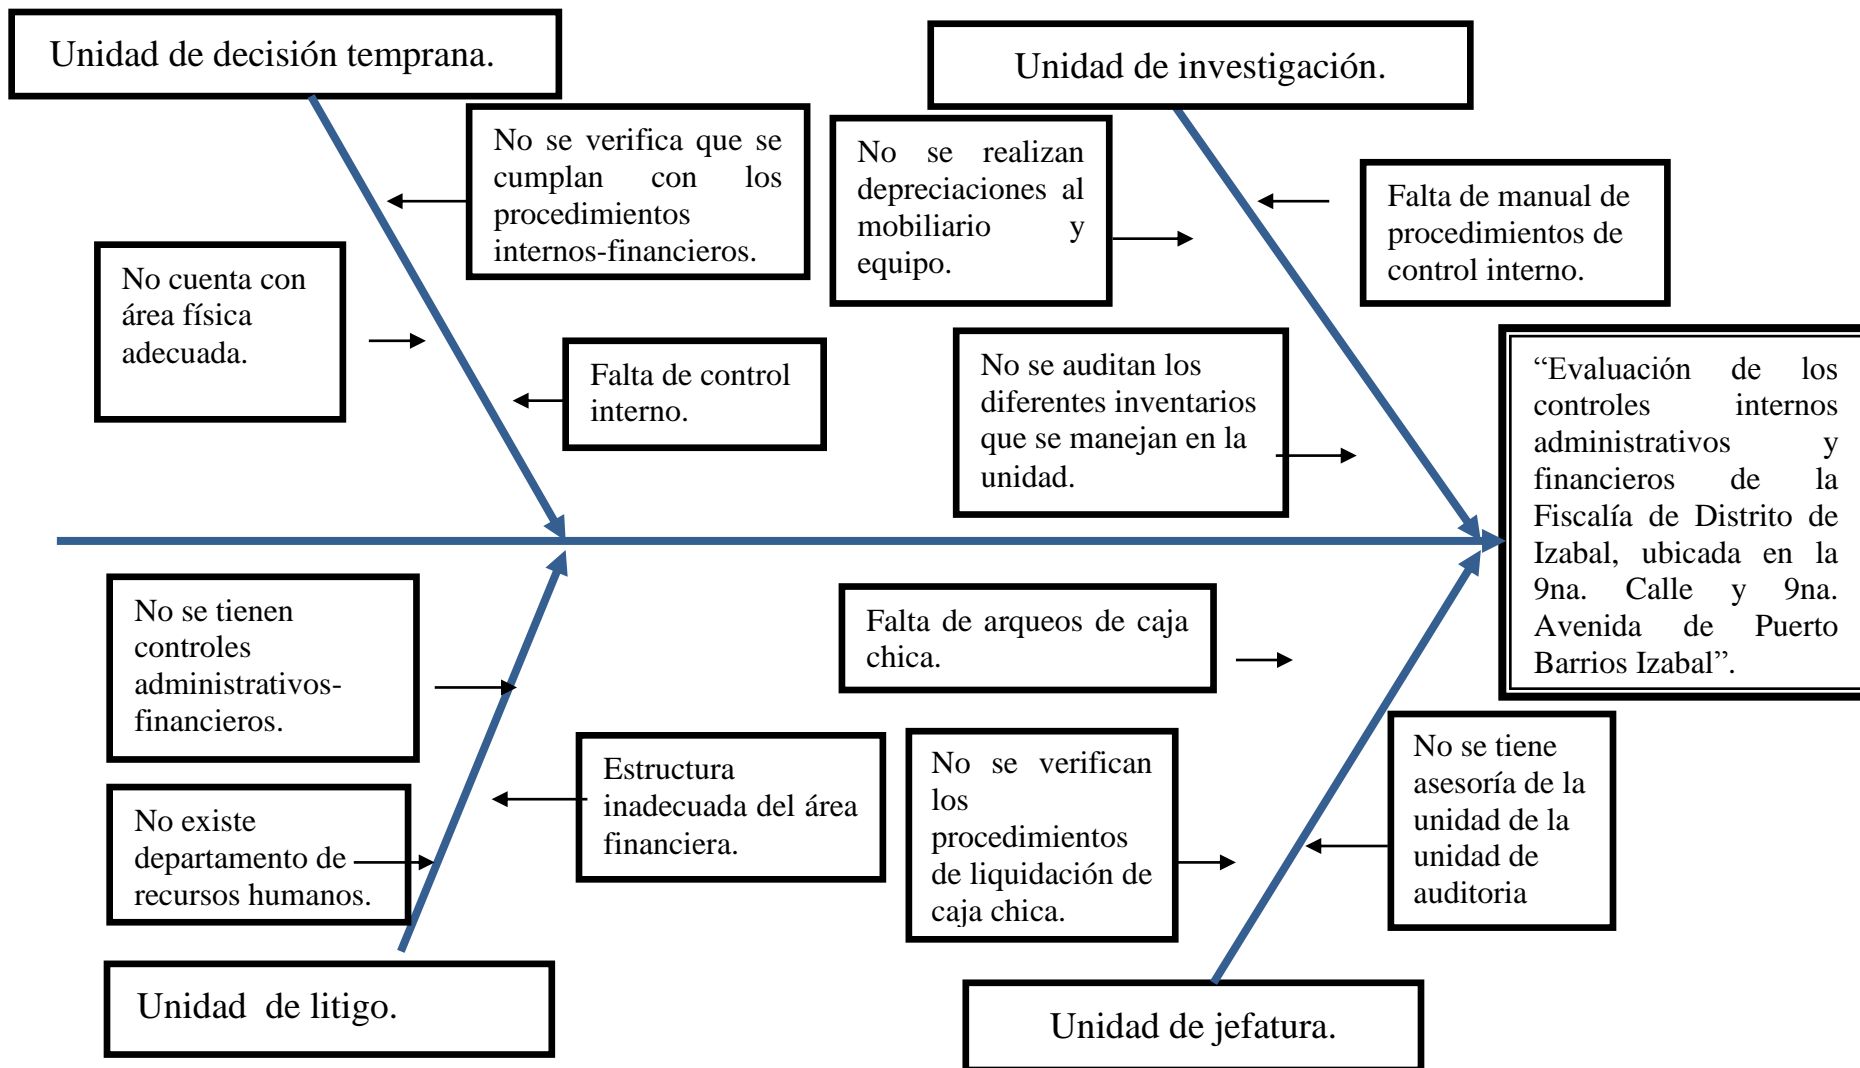 Unidad de decisión temprana.
Unidad de investigación.
No se verifica que se
cumplan con los
procedimientos
internos-financieros.
No se realizan
depreciaciones al
mobiliario y
equipo.
Falta de manual de
procedimientos de
control interno.
No cuenta con
área física
adecuada.
Falta de control
interno.
No se auditan los
diferentes inventarios
que se manejan en la
unidad.
“Evaluación de los
controles internos
administrativos y
financieros de la
Fiscalía de Distrito de
Izabal, ubicada en la
9na. Calle y 9na.
Avenida de Puerto
Barrios Izabal”.
No se tienen
controles
administrativos-
financieros.
Falta de arqueos de caja
chica.
No existe
departamento de
recursos humanos.
Estructura
inadecuada del área
financiera.
No se verifican
los
procedimientos
de liquidación de
caja chica.
No se tiene
asesoría de la
unidad de la
unidad de
auditoria
Unidad de litigo.
Unidad de jefatura.